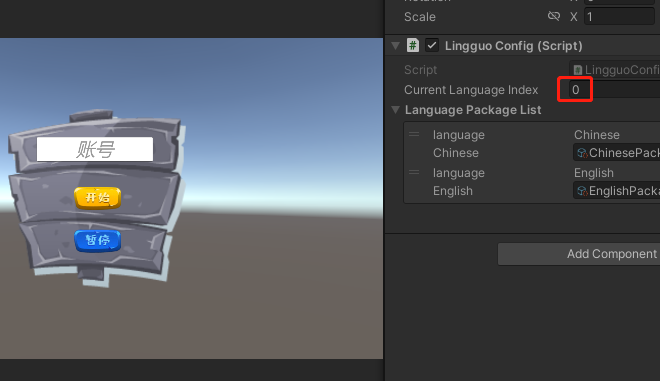 Scale X 1
Lingguo Config (Script)
Script LingguoConfi
Current Language Index 0
Language Package List
language Chinese
Chinese ChinesePack
language English
English EnglishPacka
Add Component
账号
开始
暂停